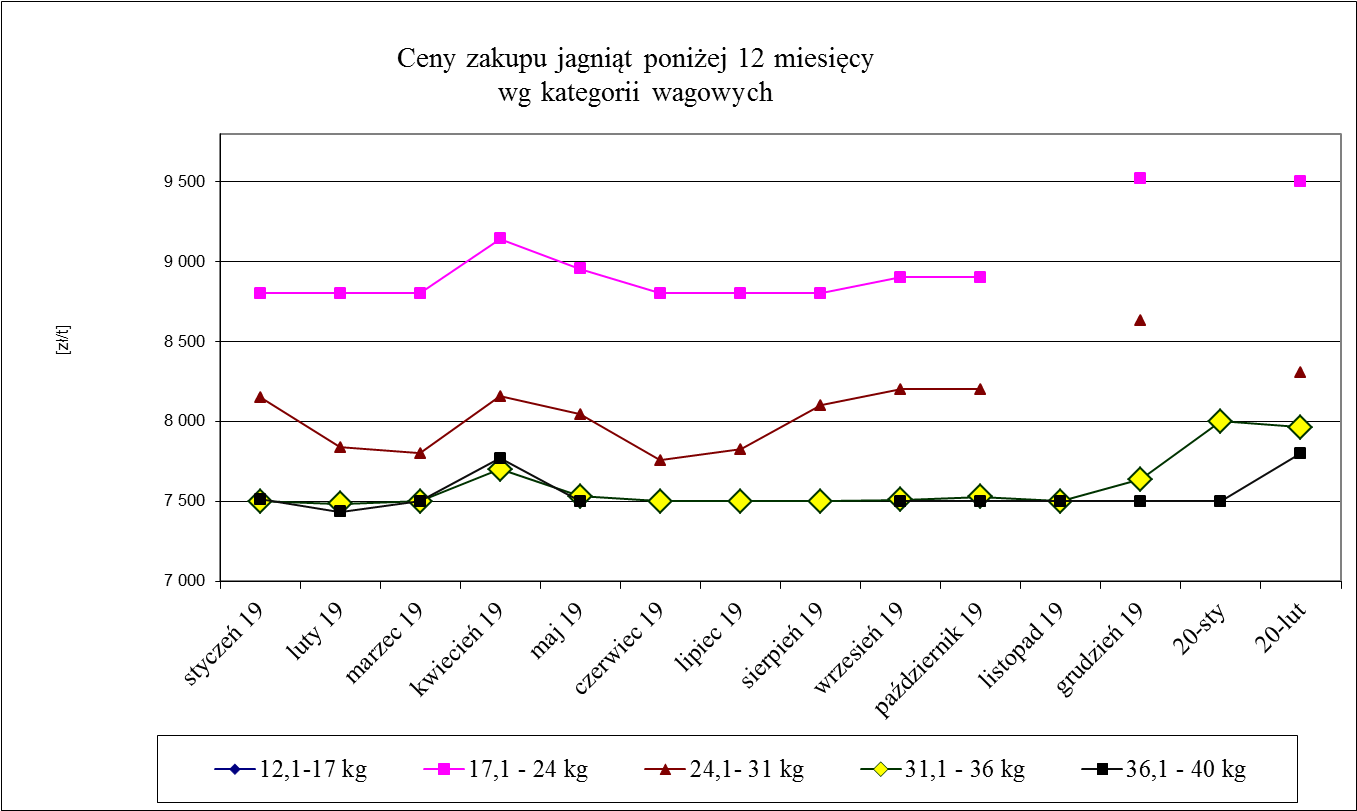 Ceny zakupu jagniąt poniżej 12 miesięcy
wg kategorii wagowych
[zł/t]
9 500
9 000
8 500
8 000
7 500
7 000
styczeń 19
luty 19
marzec 19
kwiecień 19
maj 19
czerwiec 19
lipiec 19
sierpień 19
wrzesień 19
październik 19
listopad 19
grudzień 19
20-sty
20-lut
12,1-17 kg
17,1 - 24 kg
24,1- 31 kg
31,1 - 36 kg
36,1 - 40 kg